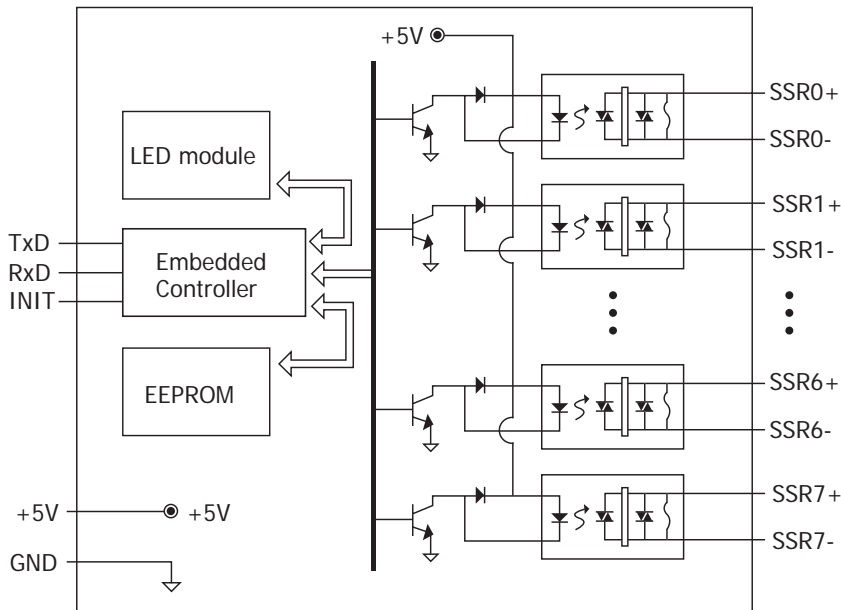 +5V
SSR0+
LED module
SSR0-
SSR1+
TxD
Embedded
Controller
RxD
SSR1-
INIT
EEPROM
SSR6+
SSR6-
+5V
+5V
SSR7+
GND
SSR7-